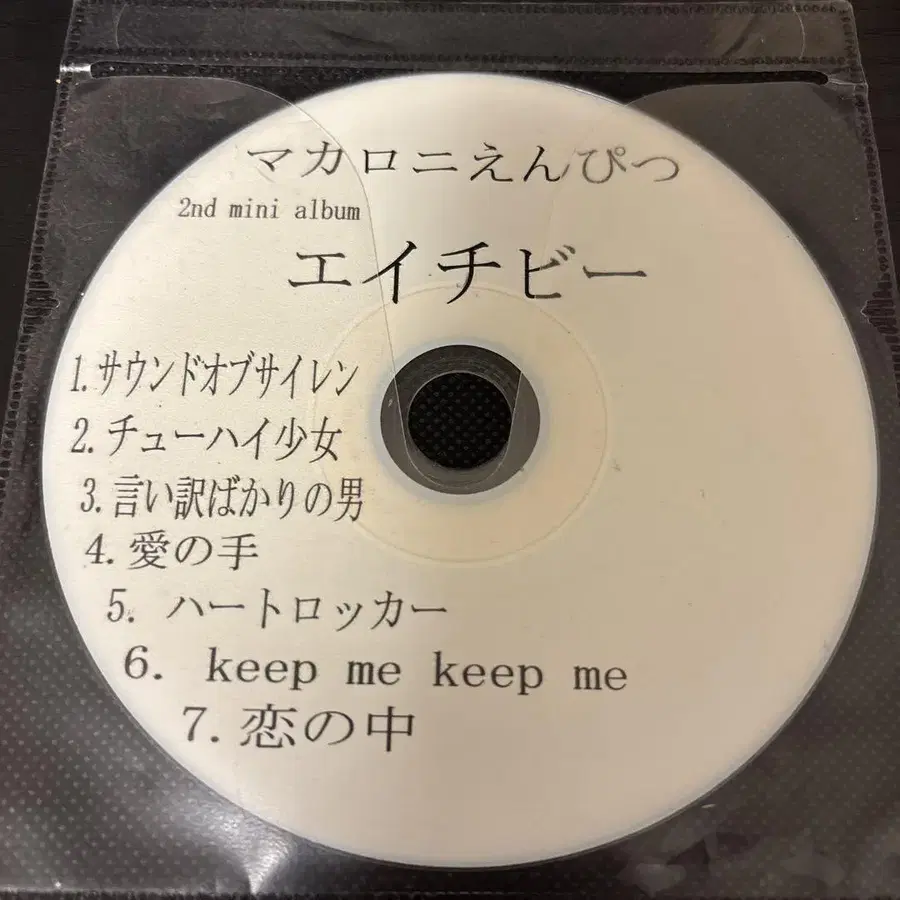 マカロニえんぴつ
2nd mini album
エイチビー
1.サウンドオブサイレン
2.チューハイ少女
3.言い訳ばかりの男
4.愛の手
5. ハートロッカー
6. keep me keep me
7.恋の中